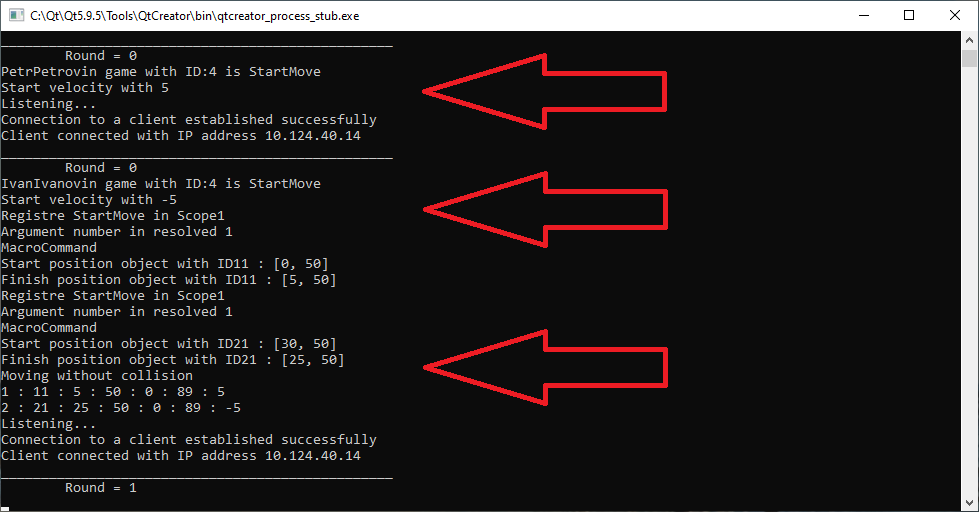 C:\Qt\Qt5.9.5\Tools\QtCreator\bin\qtcreator_process_stub.exe
Round = 0
PetrPetrovin game with ID:4 is StartMove
Start velocity with 5
Listening...
Connection to a client established successfully
Client connected with IP address 10.124.40.14
Round = 0
IvanIvanovin game with ID:4 is StartMove
Start velocity with -5
Registre StartMove in Scope1
Argument number in resolved 1
MacroCommand
Start position object with ID11 : [0, 50]
Finish position object with ID11 : [5, 50]
Registre StartMove in Scope1
Argument number in resolved 1
MacroCommand
Start position object with ID21 : [30, 50]
Finish position object with ID21 : [25, 50]
Moving without collision
1 : 11 : 5 : 50 : 0 : 89 : 5
2 : 21 : 25 : 50 : 0 : 89 : -5
Listening...
Connection to a client established successfully
Client connected with IP address 10.124.40.14
Round = 1